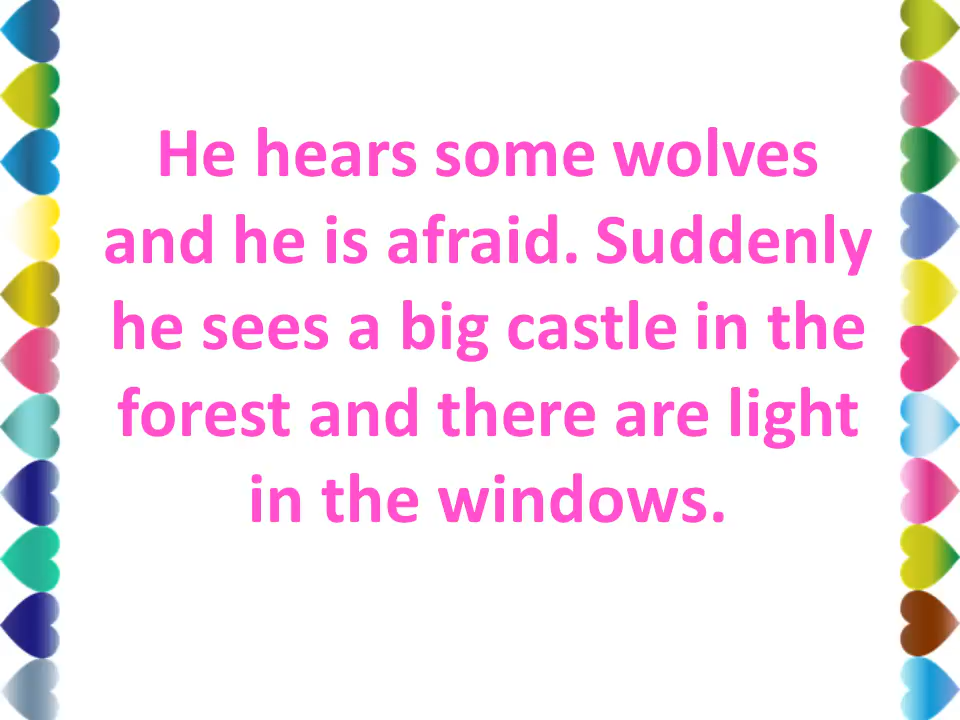 He hears some wolves
and he is afraid. Suddenly
he sees a big castle in the
forest and there are light
in the windows.